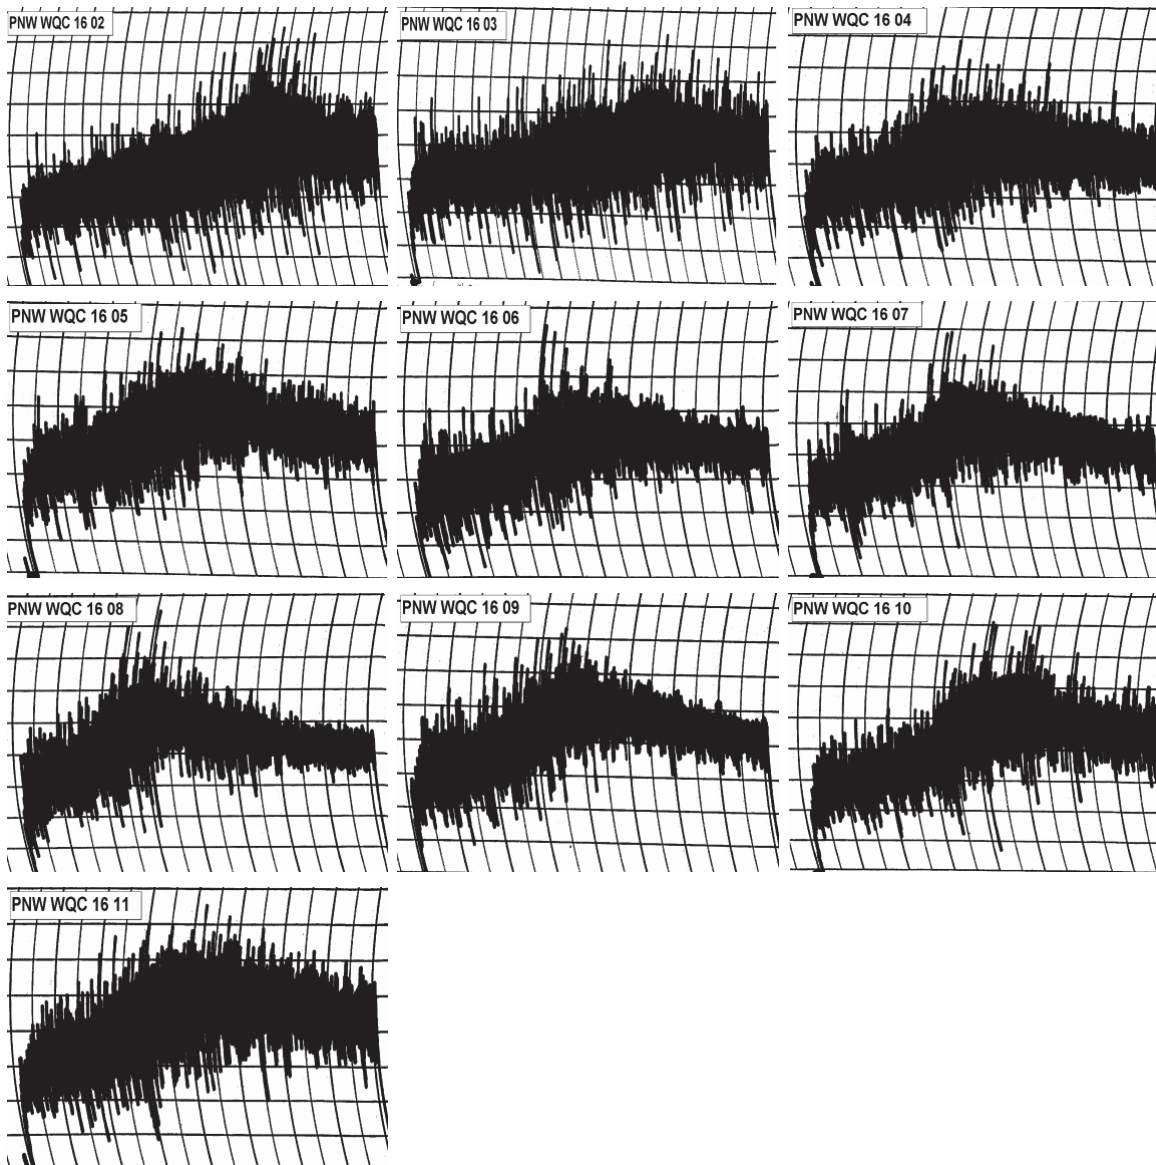 PNW WQC 16 02
PNW WQC 16 03
PNW WQC 16 04
PNW WQC 16 05
PNW WQC 16 06
PNW WQC 16 07
PNW WQC 16 08
PNW WQC 16 09
PNW WQC 16 10
PNW WQC 16 11